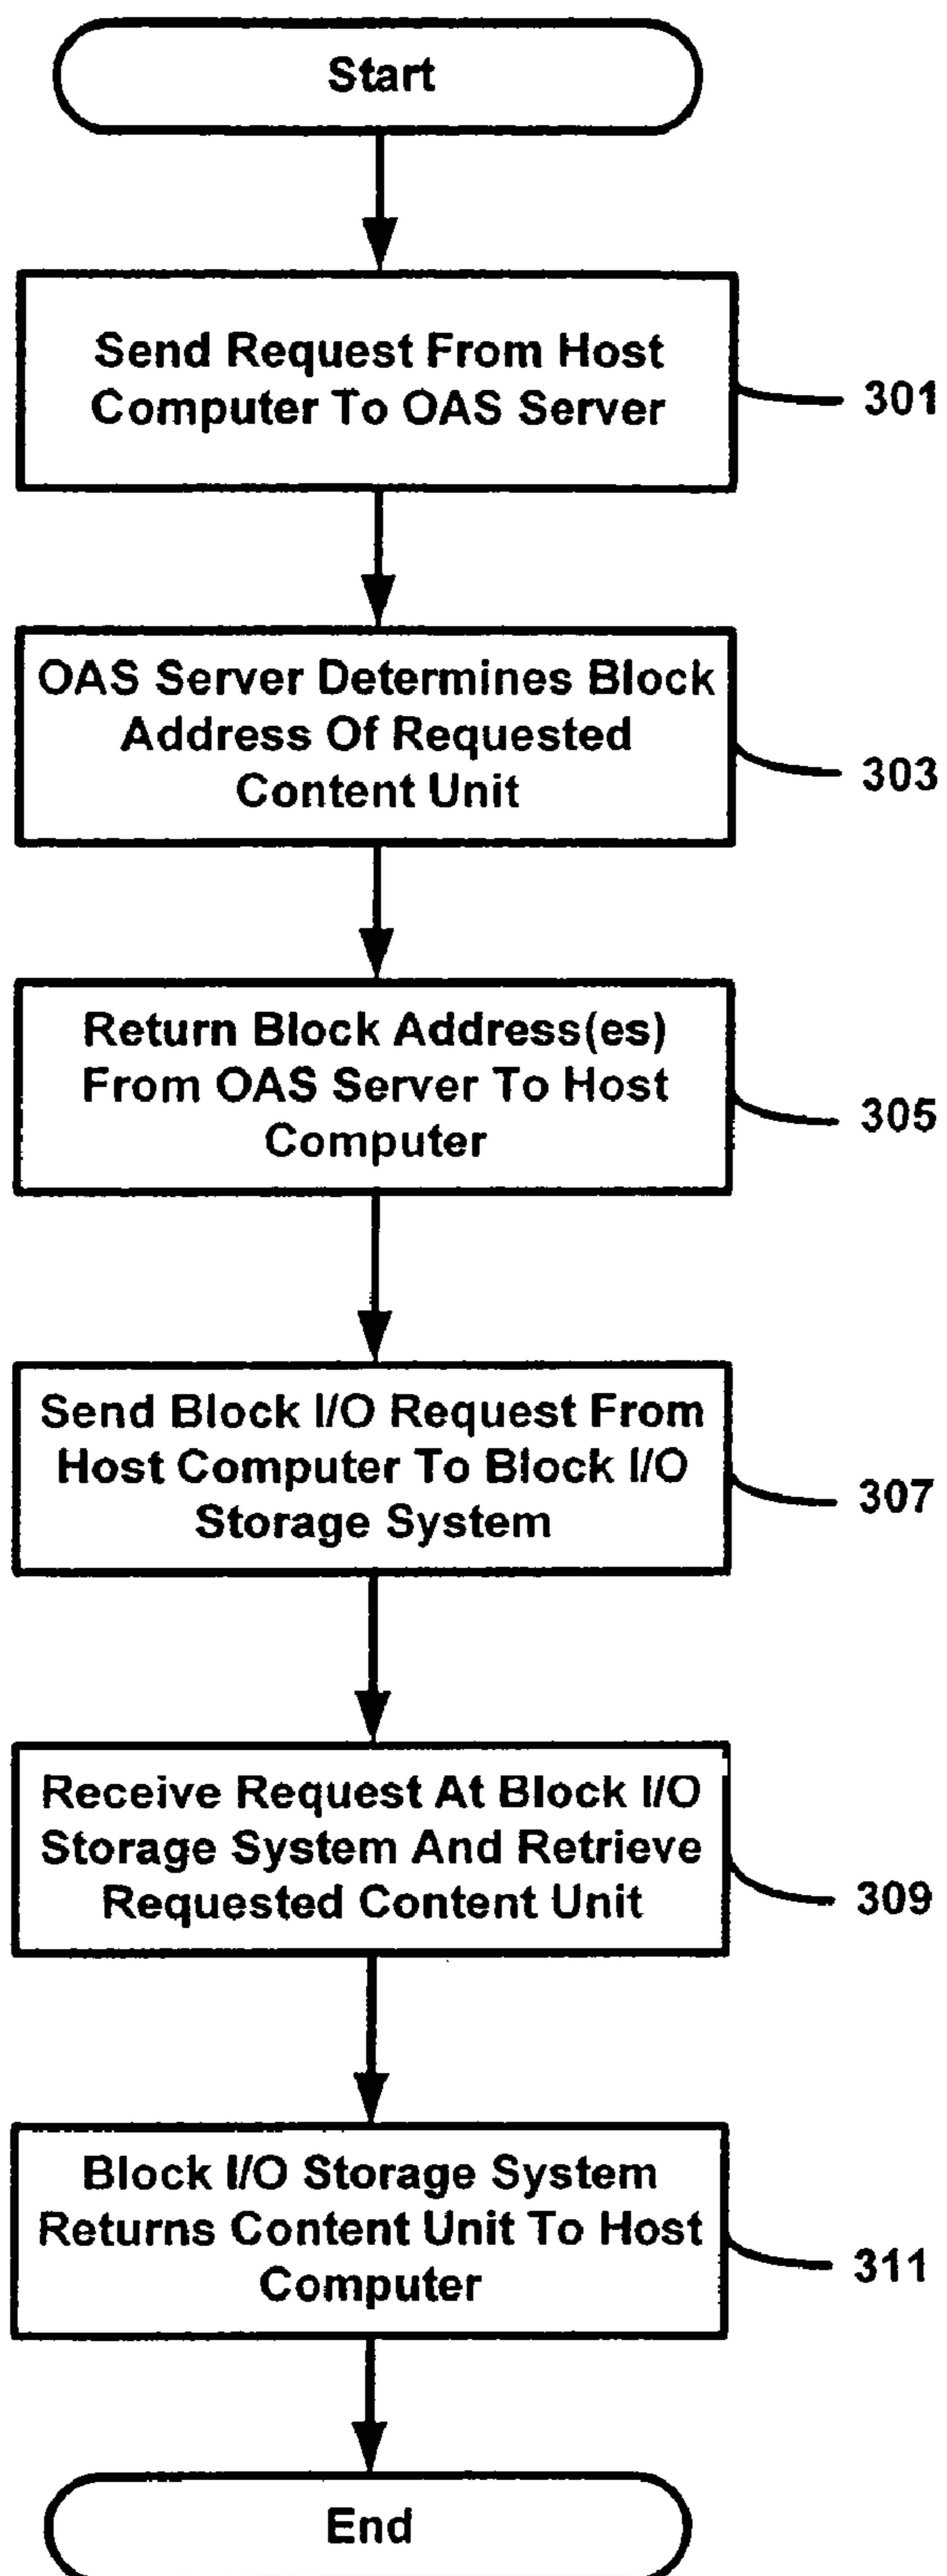 Start
Send Request From Host
Computer To OAS Server
301
OAS Server Determines Block
Address Of Requested
Content Unit
303
Return Block Address(es)
From OAS Server To Host
Computer
305
Send Block I/O Request From
Host Computer To Block I/O
Storage System
307
Receive Request At Block I/O
Storage System And Retrieve
Requested Content Unit
309
Block I/O Storage System
Returns Content Unit To Host
Computer
311
End